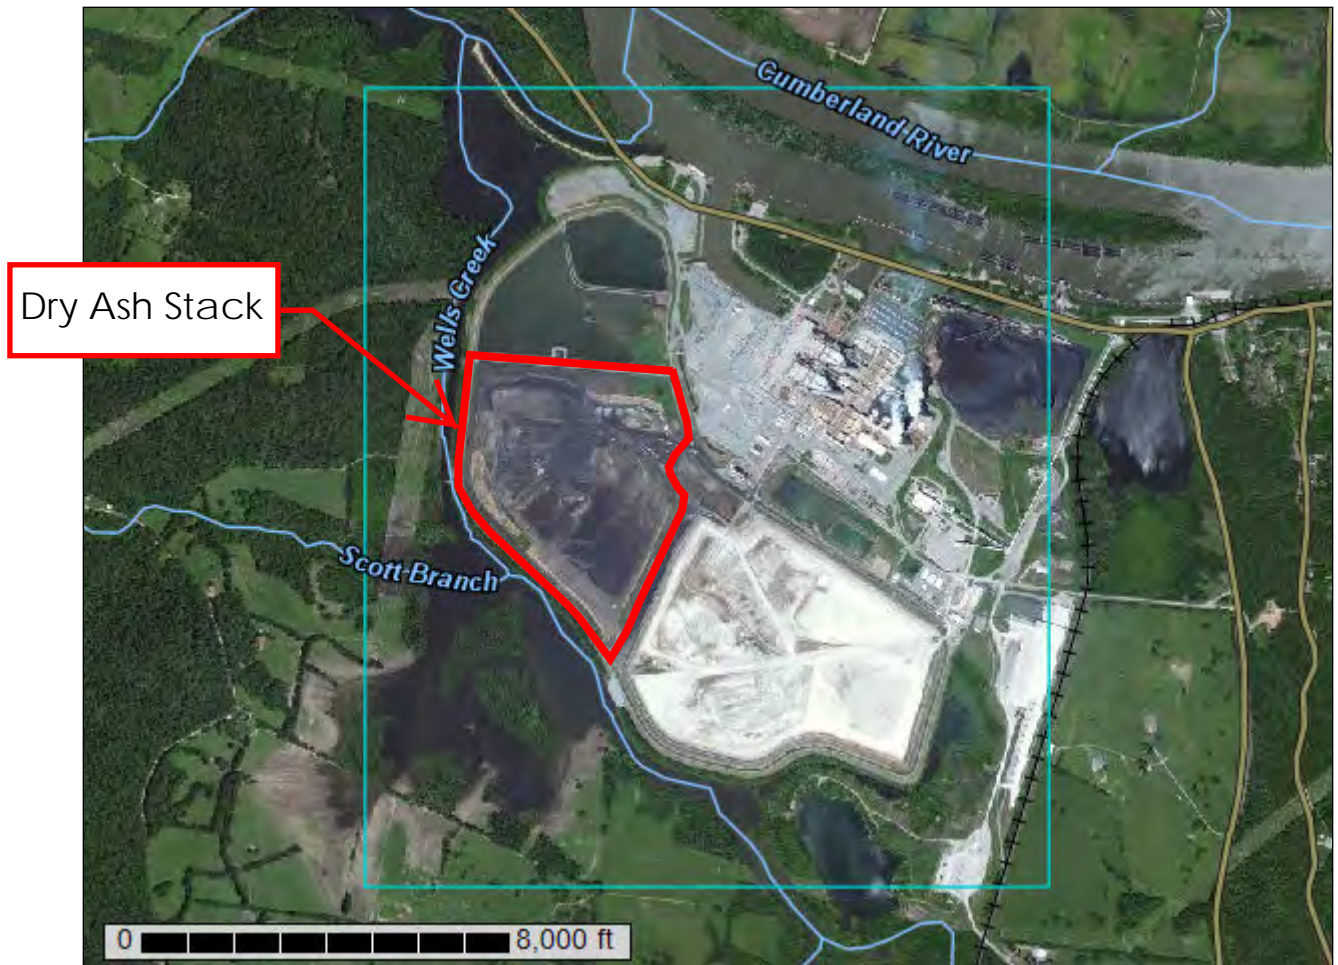 Cumberland River
Wells Creek
Dry Ash Stack
Scott Branch
0 8,000 ft